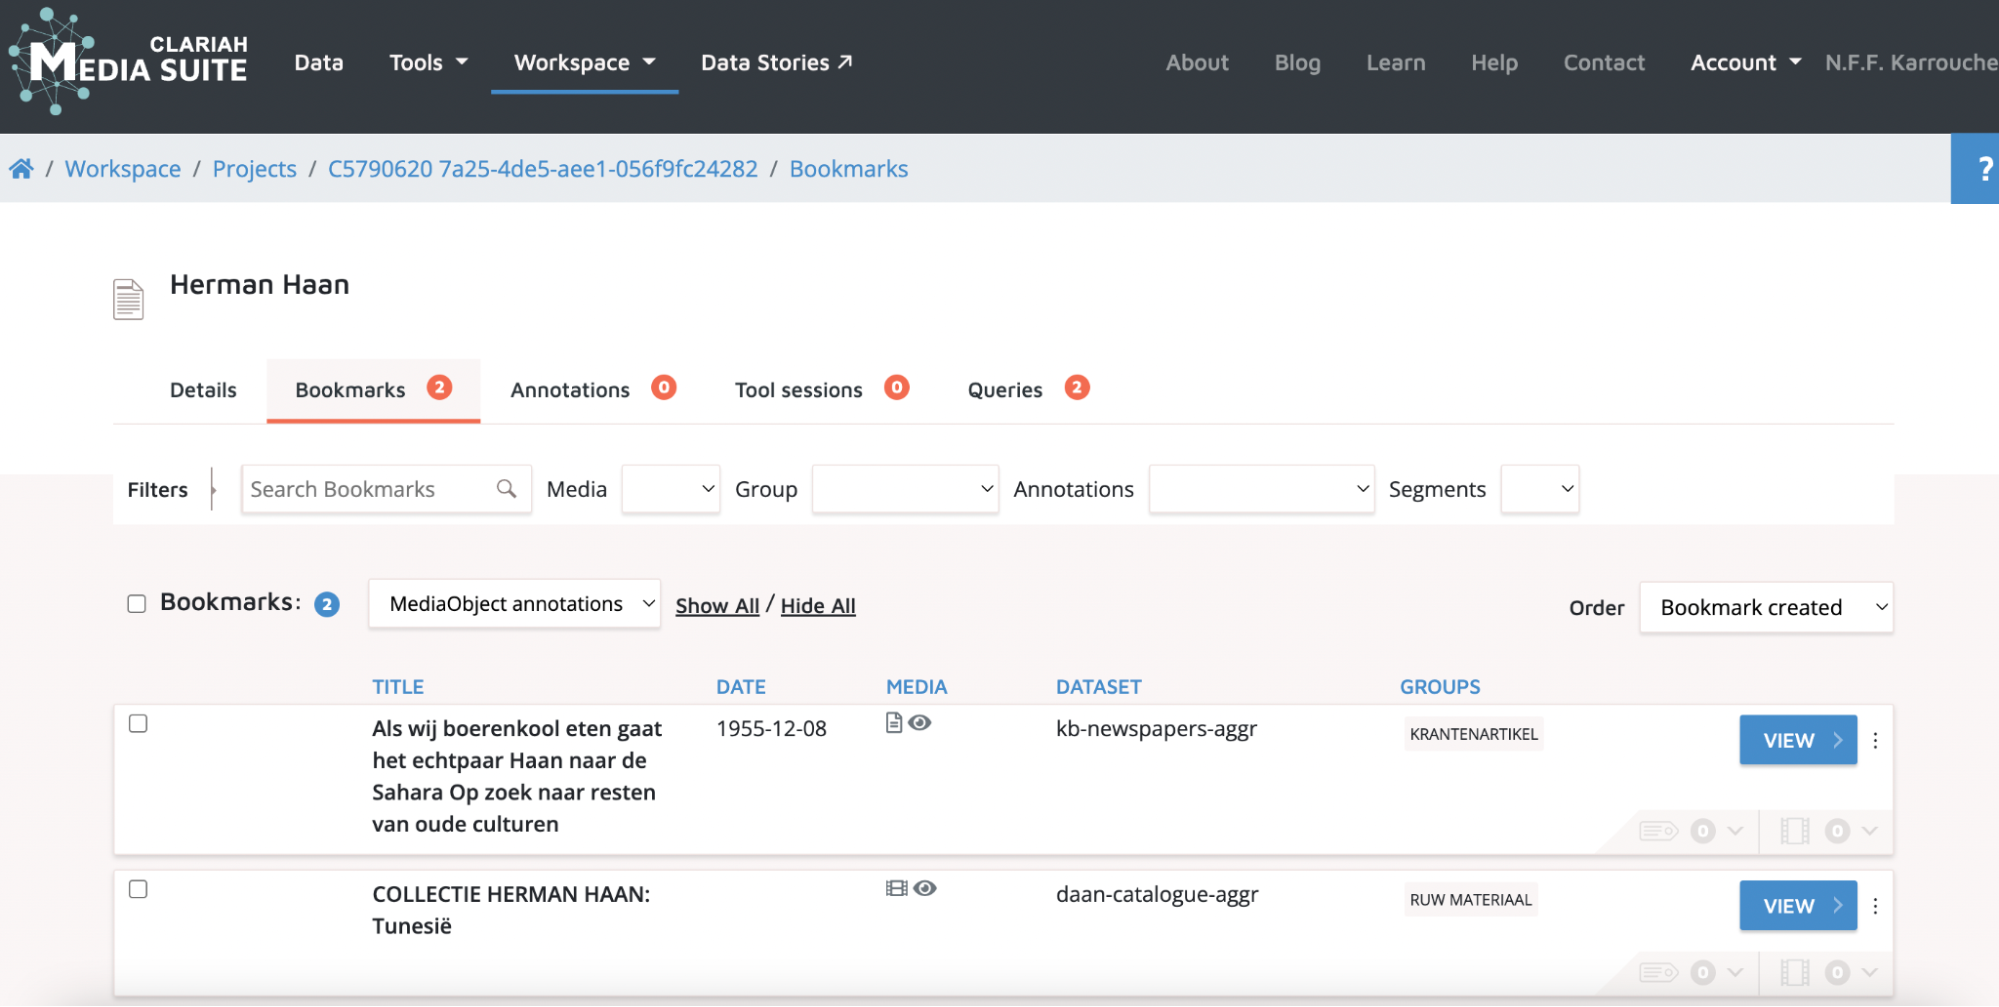 CLARIAH
MEDIA SUITE
Data
Tools
Workspace
Data Stories
About
Blog
Learn
Help
Contact
Account
N.F.F. Karrouche
/ Workspace / Projects / C5790620 7a25-4de5-aee1-056f9fc24282 / Bookmarks
?
Herman Haan
Details
Bookmarks 2
Annotations 0
Tool sessions 0
Queries 2
Filters
Search Bookmarks
Media
Group
Annotations
Segments
Bookmarks: 2
MediaObject annotations
Show All / Hide All
Order
Bookmark created
TITLE
DATE
MEDIA
DATASET
GROUPS
Als wij boerenkool eten gaat
het echtpaar Haan naar de
Sahara Op zoek naar resten
van oude culturen
1955-12-08
kb-newspapers-aggr
KRANTENARTIKEL
VIEW
0
0
COLLECTIE HERMAN HAAN:
Tunesië
daan-catalogue-aggr
RUW MATERIAAL
VIEW
0
0